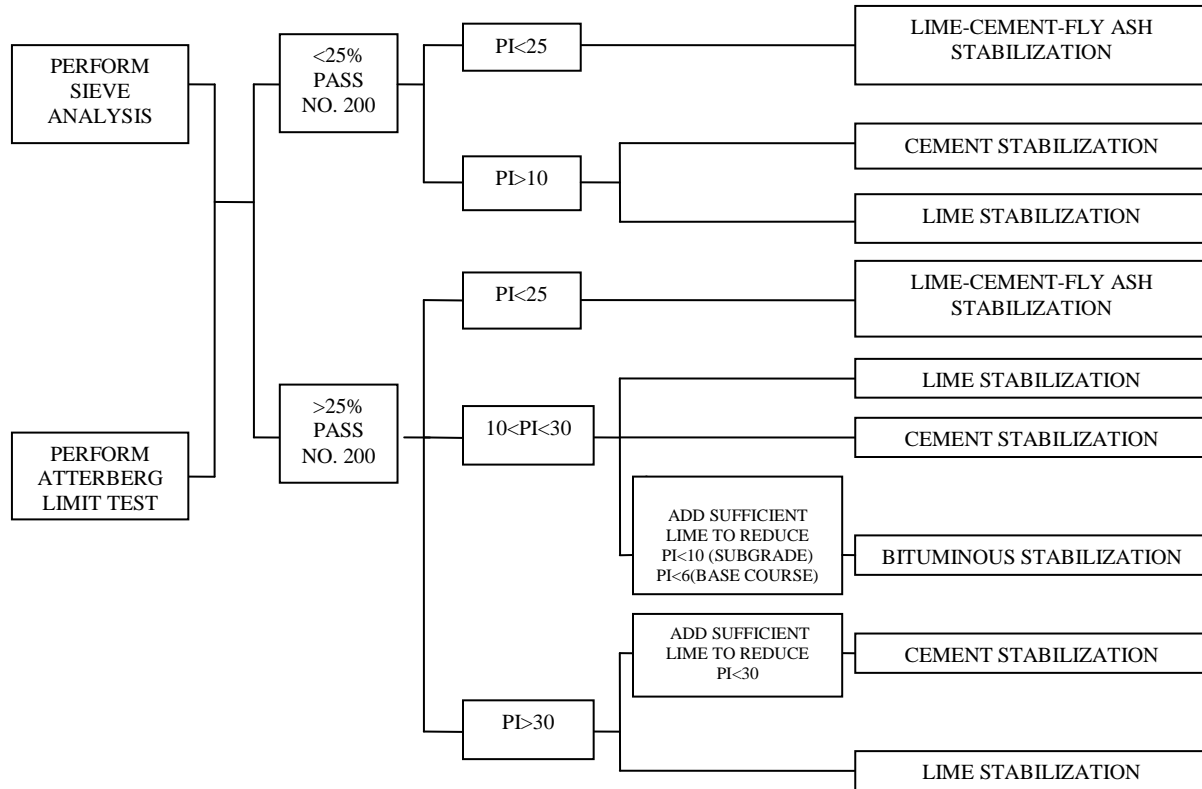 PERFORM
SIEVE
ANALYSIS
PERFORM
ATTERBERG
LIMIT TEST
<25%
PASS
NO. 200
>25%
PASS
NO. 200
PI<25
PI>10
PI<25
10<PI<30
PI>30
ADD SUFFICIENT
LIME TO REDUCE
PI<10 (SUBGRADE)
PI<6(BASE COURSE)
ADD SUFFICIENT
LIME TO REDUCE
PI<30
LIME-CEMENT-FLY ASH
STABILIZATION
CEMENT STABILIZATION
LIME STABILIZATION
LIME-CEMENT-FLY ASH
STABILIZATION
LIME STABILIZATION
CEMENT STABILIZATION
BITUMINOUS STABILIZATION
CEMENT STABILIZATION
LIME STABILIZATION